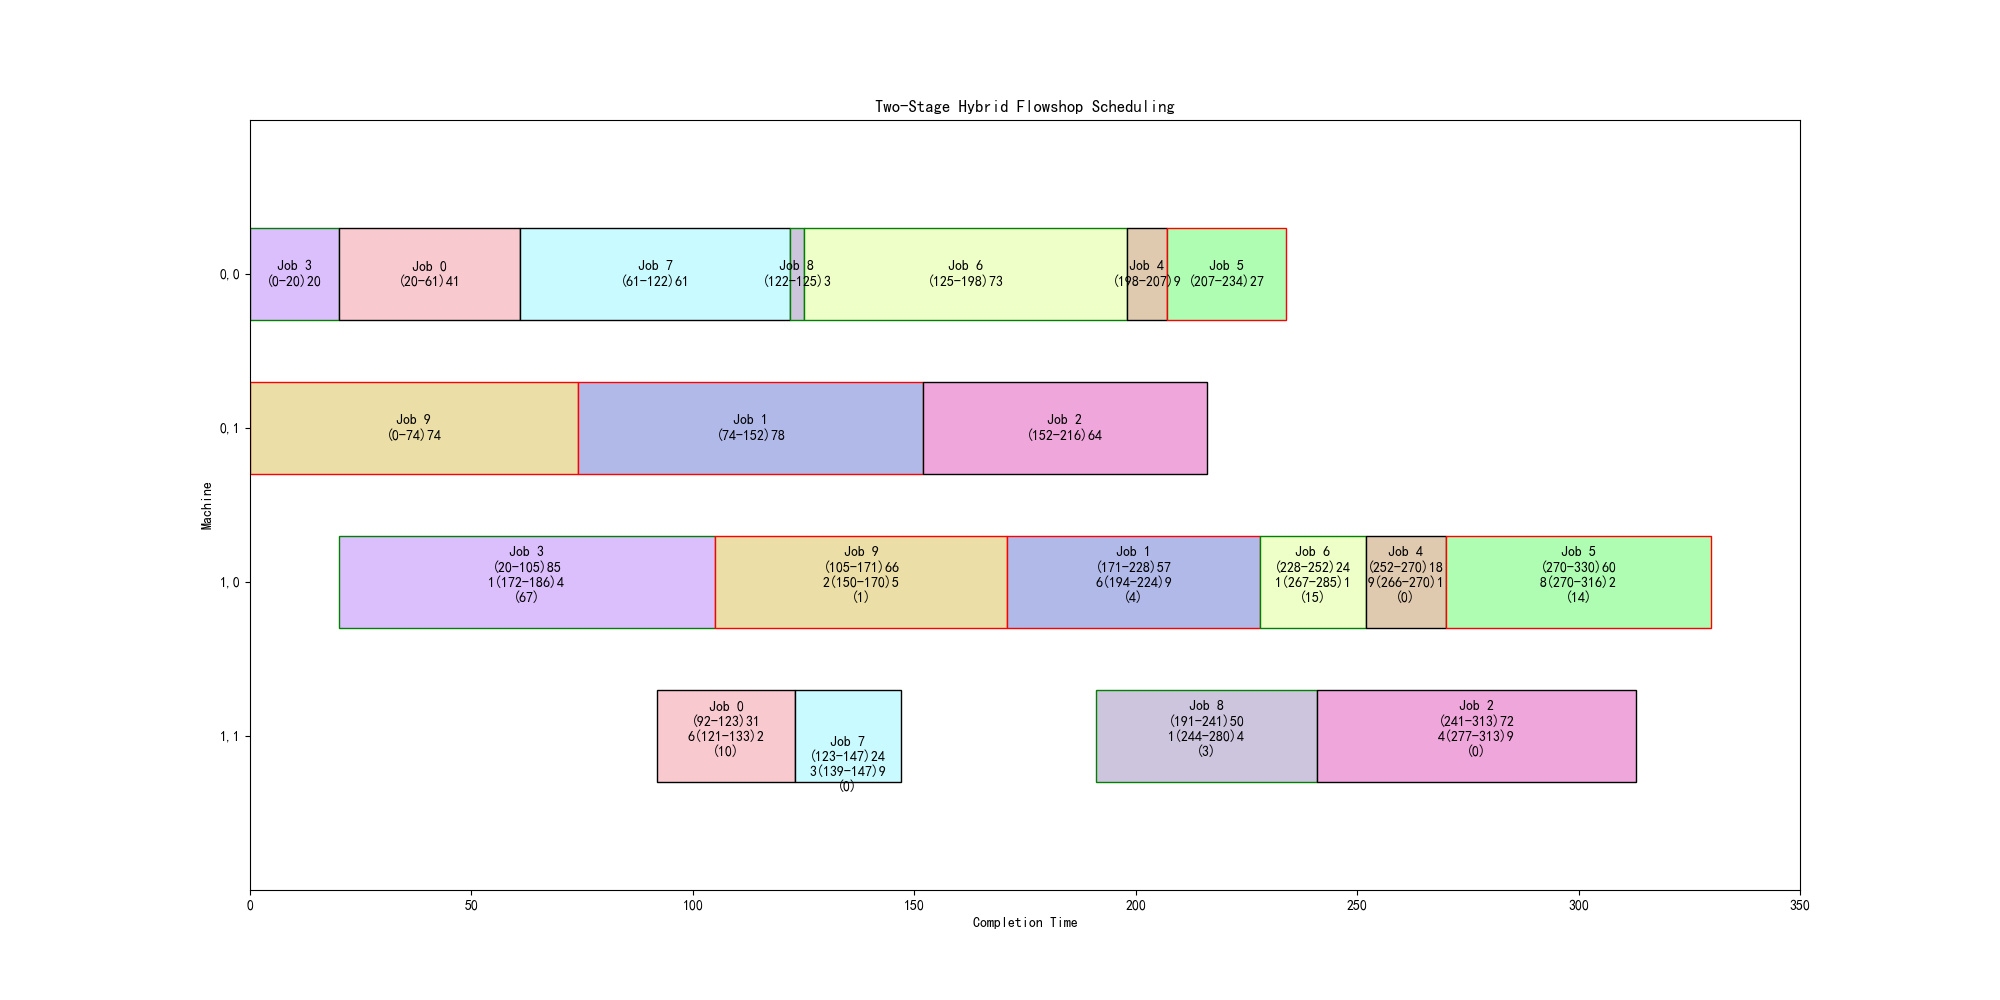 Two-Stage Hybrid Flowshop Scheduling
0,0
Job 3
(0-20)20
Job 0
(20-61)41
Job 7
(61-122)61
Job 8
(122-125)3
Job 6
(125-198)73
Job 4
(198-207)9
Job 5
(207-234)27
0,1
Job 9
(0-74)74
Job 1
(74-152)78
Job 2
(152-216)64
Machine
1,0
Job 3
(20-105)85
1(172-186)4
(67)
Job 9
(105-171)66
2(150-170)5
(1)
Job 1
(171-228)57
6(194-224)9
(4)
Job 6
(228-252)24
1(267-285)1
(15)
Job 4
(252-270)18
9(266-270)1
(0)
Job 5
(270-330)60
8(270-316)2
(14)
1,1
Job 0
(92-123)31
6(121-133)2
(10)
Job 7
(123-147)24
3(139-147)9
(0)
Job 8
(191-241)50
1(244-280)4
(3)
Job 2
(241-313)72
4(277-313)9
(0)
0 50 100 150 200 250 300 350
Completion Time